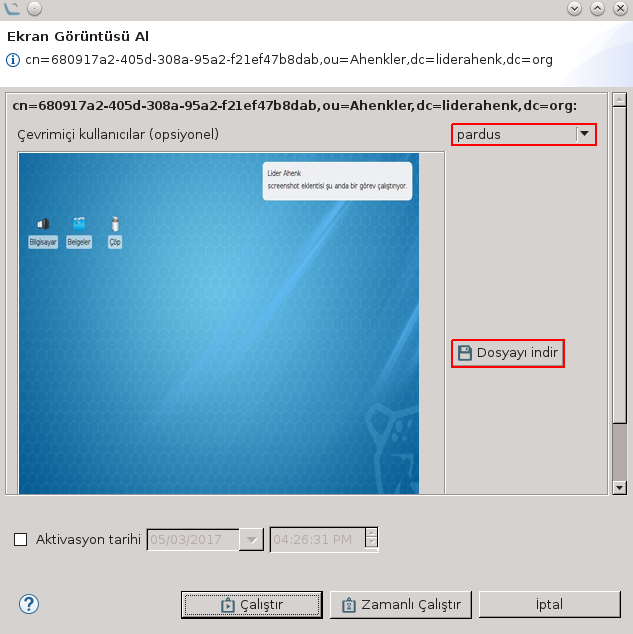 Ekran Görüntüsü Al
cn=680917a2-405d-308a-95a2-f21ef47b8dab,ou=Ahenkler,dc=liderahenk,dc=org
cn=680917a2-405d-308a-95a2-f21ef47b8dab,ou=Ahenkler,dc=liderahenk,dc=org:
Çevrimiçi kullanıcılar (opsiyonel)
pardus
Lider Ahenk
screenshot eklentisi şu anda bir görev çalıştırıyor.
Bilgisayar
Belgeler
Çöp
Dosyayı indir
Aktivasyon tarihi
05/03/2017
04:26:31 PM
?
Çalıştır
Zamanlı Çalıştır
İptal